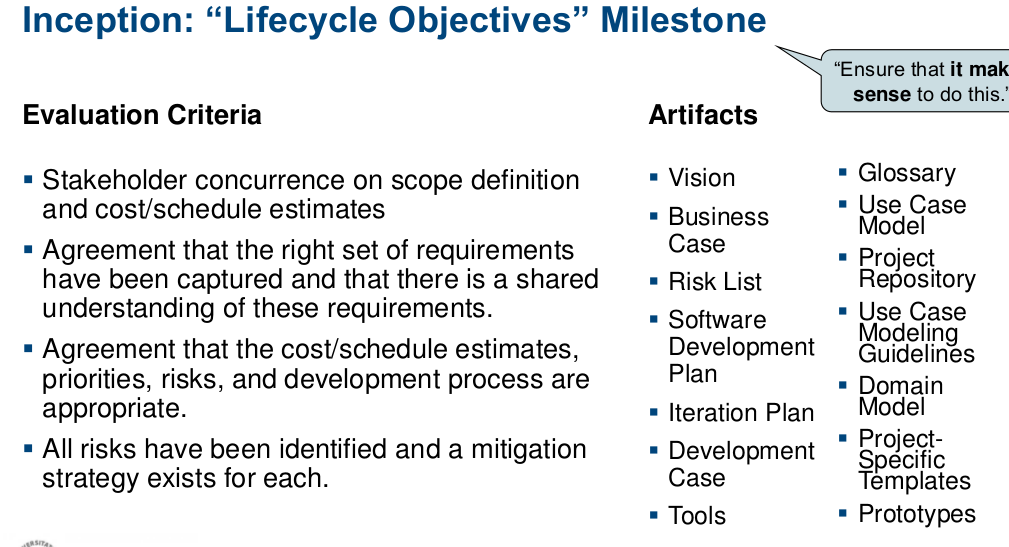 Inception: “Lifecycle Objectives” Milestone
“Ensure that it mak
sense to do this.”
Evaluation Criteria
▪ Stakeholder concurrence on scope definition
and cost/schedule estimates
▪ Agreement that the right set of requirements
have been captured and that there is a shared
understanding of these requirements.
▪ Agreement that the cost/schedule estimates,
priorities, risks, and development process are
appropriate.
▪ All risks have been identified and a mitigation
strategy exists for each.
Artifacts
▪ Vision
▪ Business
Case
▪ Risk List
▪ Software
Development
Plan
▪ Iteration Plan
▪ Development
Case
▪ Tools
▪ Glossary
▪ Use Case
Model
▪ Project
Repository
▪ Use Case
Modeling
Guidelines
▪ Domain
Model
▪ Project-
Specific
Templates
▪ Prototypes